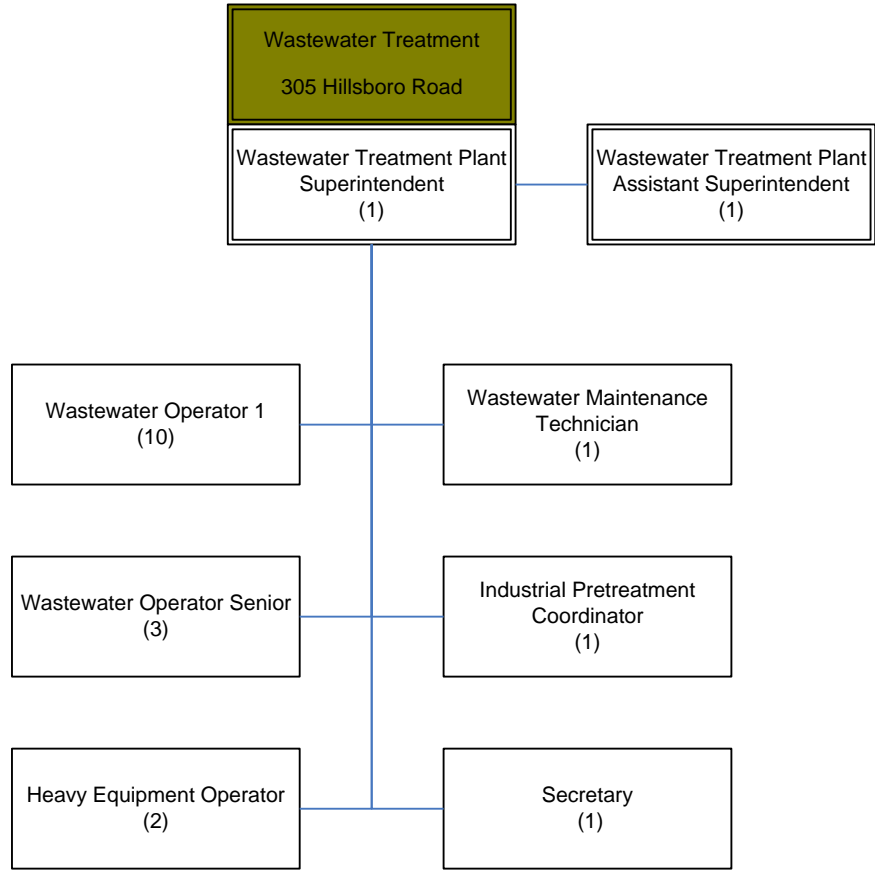 Wastewater Treatment
305 Hillsboro Road
Wastewater Treatment Plant
Superintendent
(1)
Wastewater Treatment Plant
Assistant Superintendent
(1)
Wastewater Operator 1
(10)
Wastewater Maintenance
Technician
(1)
Wastewater Operator Senior
(3)
Industrial Pretreatment
Coordinator
(1)
Heavy Equipment Operator
(2)
Secretary
(1)